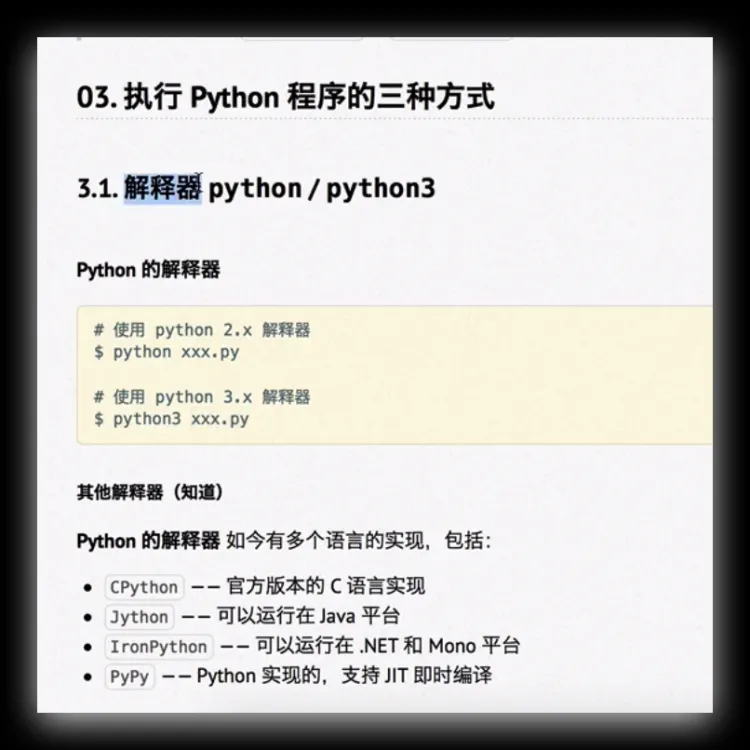 03. 执行 Python 程序的三种方式
3.1. 解释器 python / python3
Python 的解释器
# 使用 python 2.x 解释器
$ python xxx.py
# 使用 python 3.x 解释器
$ python3 xxx.py
其他解释器（知道）
Python 的解释器 如今有多个语言的实现，包括：
• CPython —— 官方版本的 C 语言实现
• Jython —— 可以运行在 Java 平台
• IronPython —— 可以运行在 .NET 和 Mono 平台
• PyPy —— Python 实现的，支持 JIT 即时编译